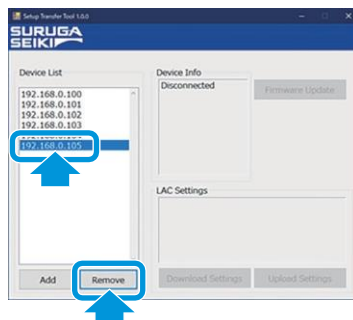 Setup Transfer Tool 1.0.0
SURUGA
SEIKI
Device List
192.168.0.100
192.168.0.101
192.168.0.102
192.168.0.103
192.168.0.105
Add
Remove
Device Info
Disconnected
Firmware Update
LAC Settings
Download Settings
Upload Settings